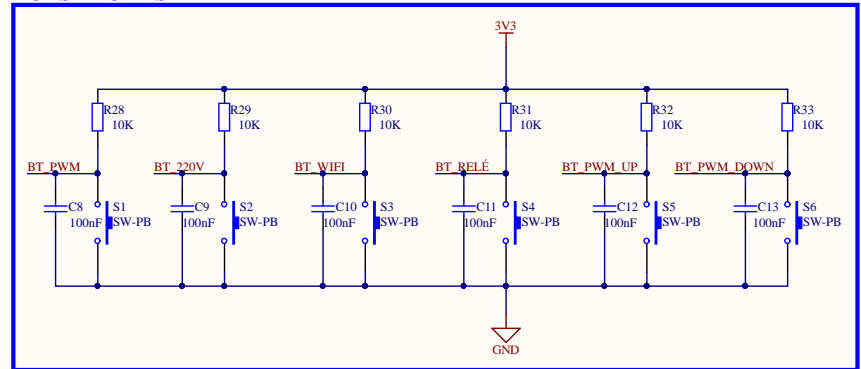 3V3
R28 R29 R30 R31 R32 R33
10K 10K 10K 10K 10K 10K
BT_PWM BT_220V BT_WIFI BT_RELÉ BT_PWM_UP BT_PWM_DOWN
C8 S1 C9 S2 C10 S3 C11 S4 C12 S5 C13 S6
100nF SW-PB 100nF SW-PB 100nF SW-PB 100nF SW-PB 100nF SW-PB 100nF SW-PB
GND